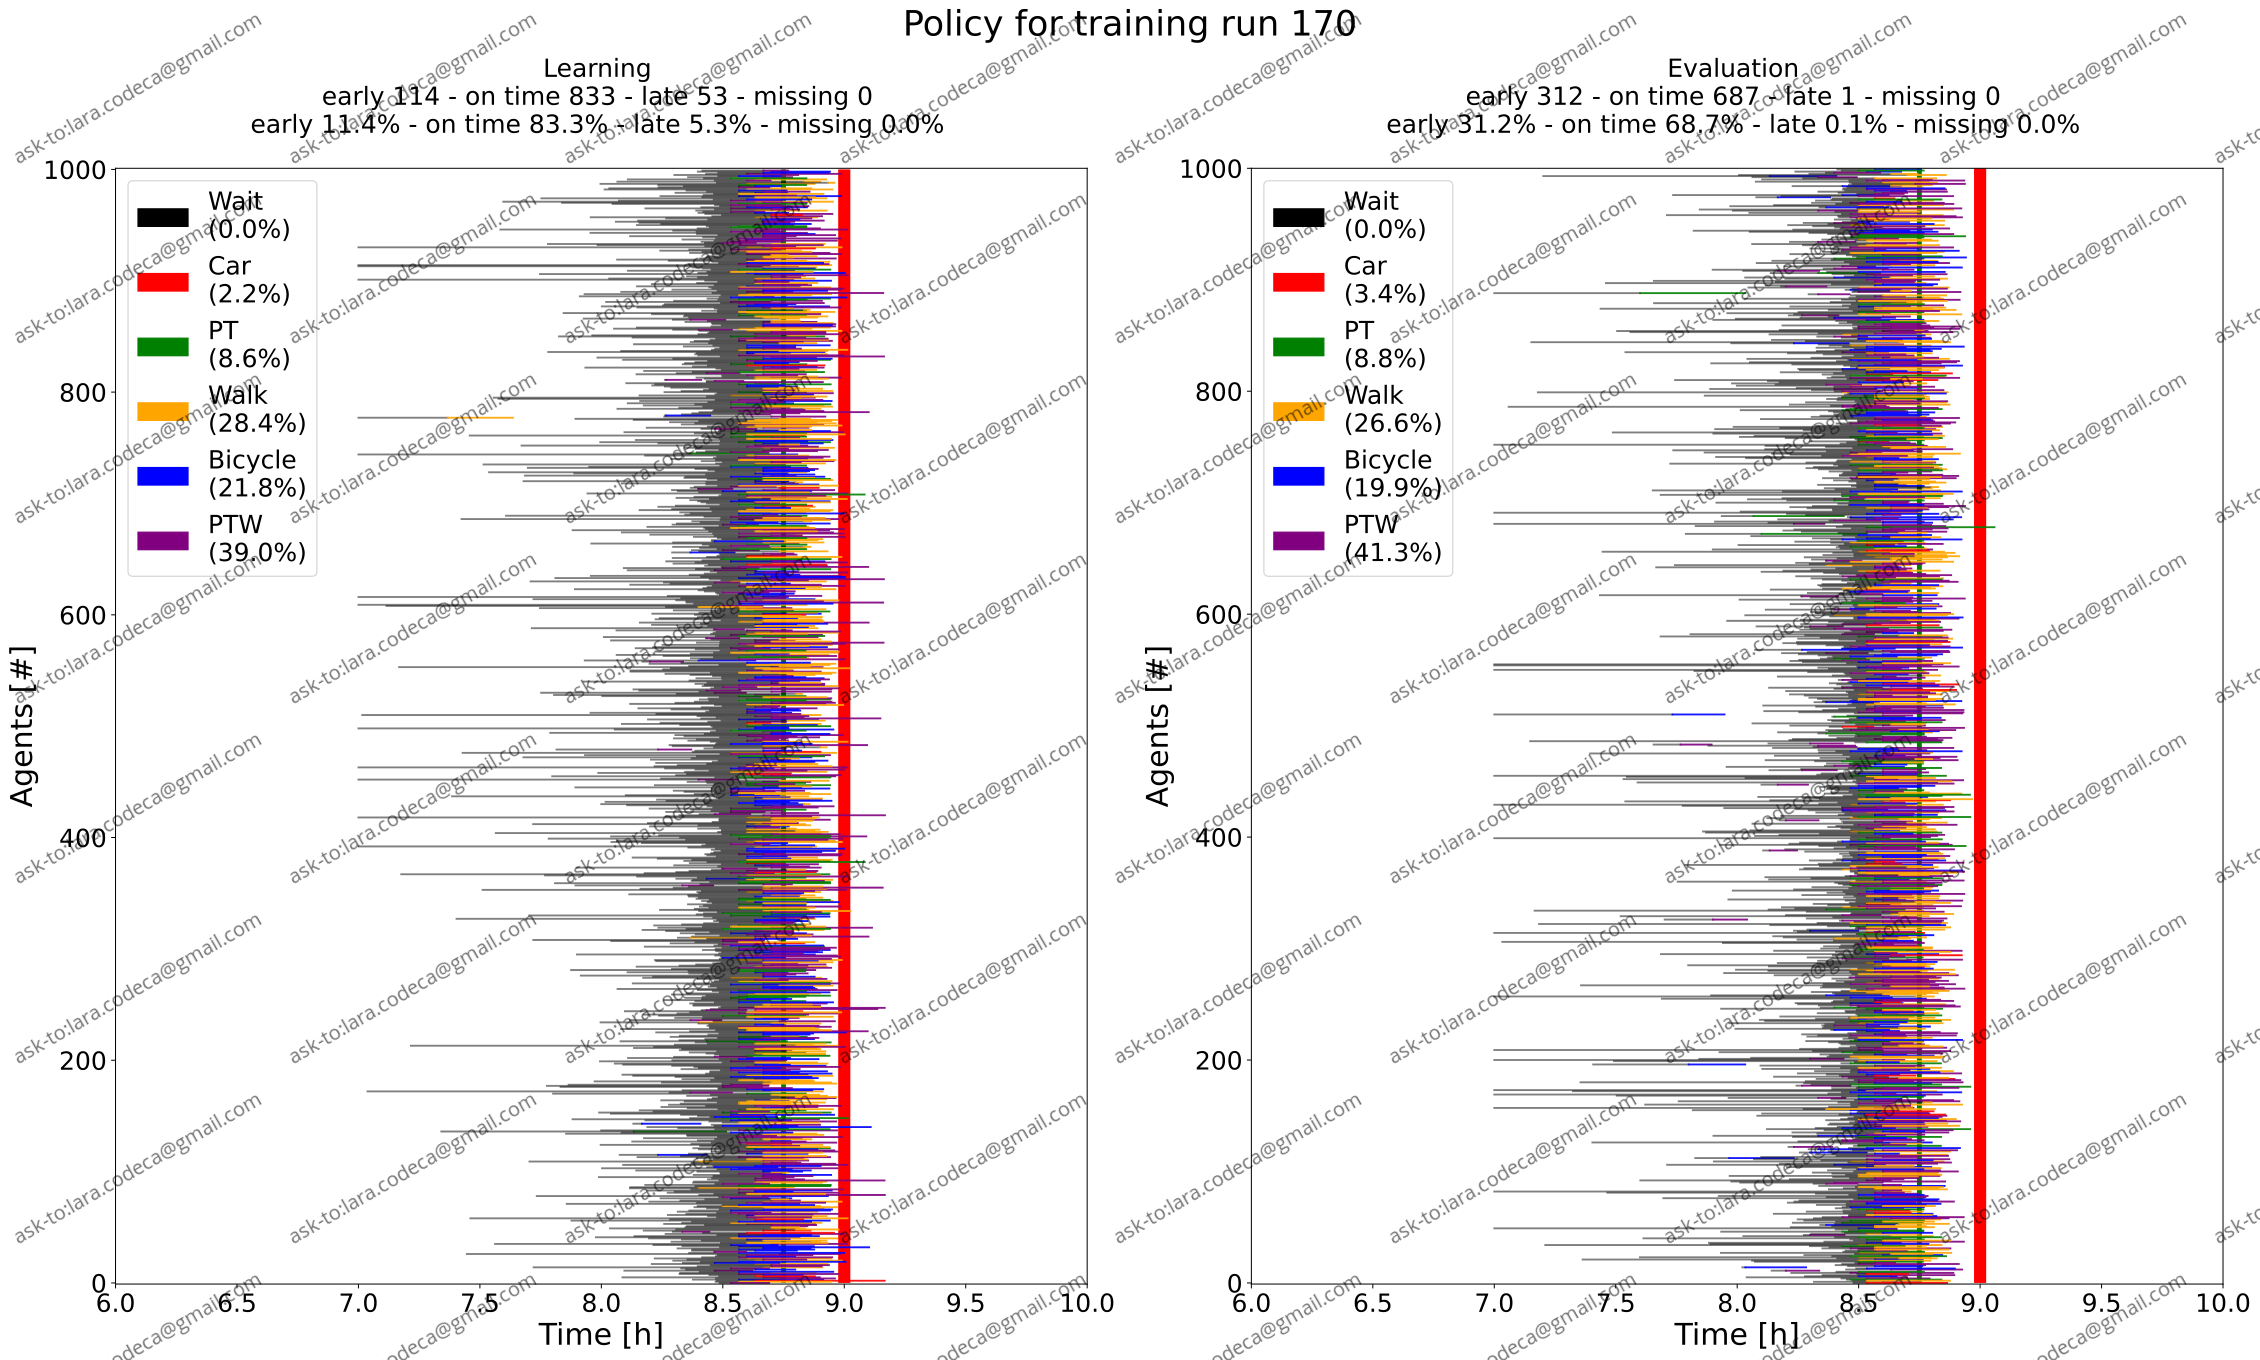 Policy for training run 170
Learning
early 114 - on time 833 - late 53 - missing 0
early 11.4% - on time 83.3% - late 5.3% - missing 0.0%
Evaluation
early 312 - on time 687 - late 1 - missing 0
early 31.2% - on time 68.7% - late 0.1% - missing 0.0%
Agents [#]
1000
800
600
400
200
0
Wait
(0.0%)
Car
(2.2%)
PT
(8.6%)
Walk
(28.4%)
Bicycle
(21.8%)
PTW
(39.0%)
6.0 6.5 7.0 7.5 8.0 8.5 9.0 9.5 10.0
Time [h]
Agents [#]
1000
800
600
400
200
0
Wait
(0.0%)
Car
(3.4%)
PT
(8.8%)
Walk
(26.6%)
Bicycle
(19.9%)
PTW
(41.3%)
6.0 6.5 7.0 7.5 8.0 8.5 9.0 9.5 10.0
Time [h]
ask-to:lara.codeca@gmail.com